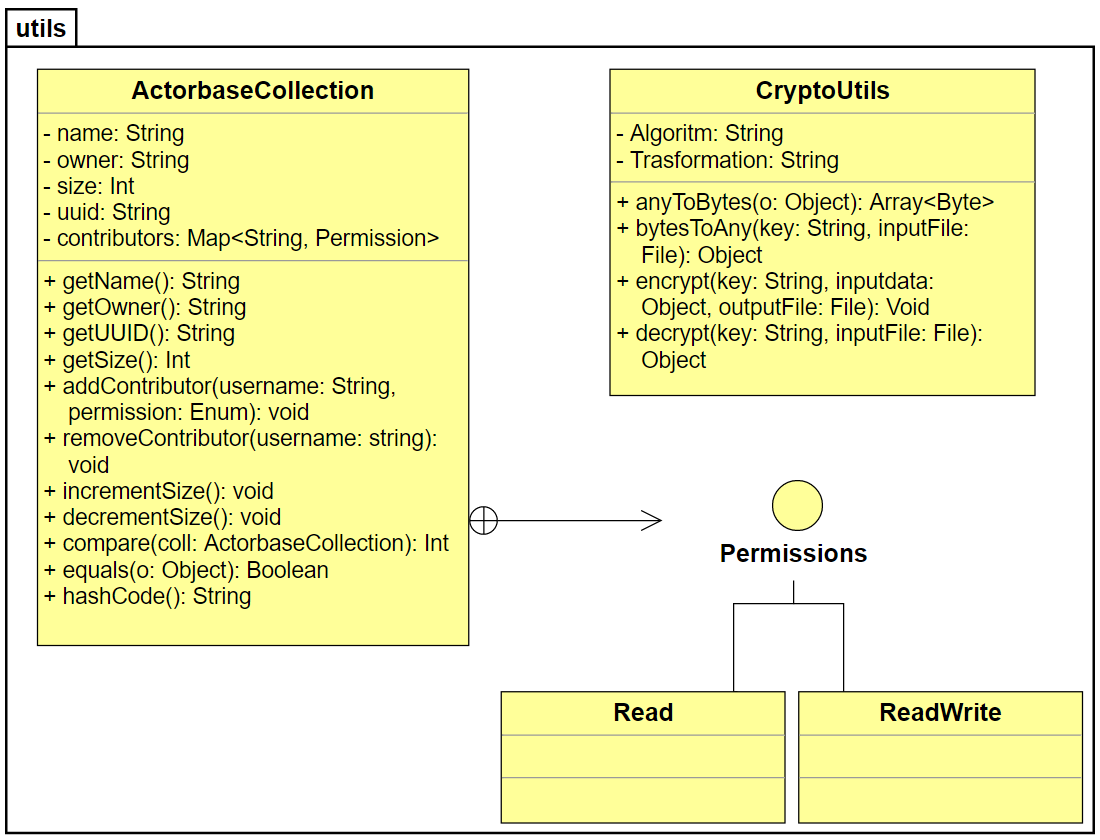 utils
ActorbaseCollection
- name: String
- owner: String
- size: Int
- uuid: String
- contributors: Map<String, Permission>
+ getName(): String
+ getOwner(): String
+ getUUID(): String
+ getSize(): Int
+ addContributor(username: String,
permission: Enum): void
+ removeContributor(username: string):
void
+ incrementSize(): void
+ decrementSize(): void
+ compare(coll: ActorbaseCollection): Int
+ equals(o: Object): Boolean
+ hashCode(): String
CryptoUtils
- Algoritm: String
- Trasformation: String
+ anyToBytes(o: Object): Array<Byte>
+ bytesToAny(key: String, inputFile:
File): Object
+ encrypt(key: String, inputdata:
Object, outputFile: File): Void
+ decrypt(key: String, inputFile: File):
Object
Permissions
Read
ReadWrite